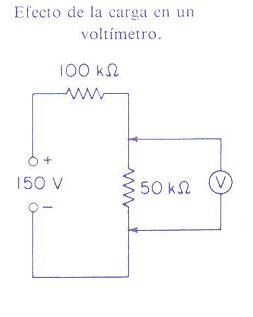 Efecto de la carga en un
voltímetro.
100 kΩ
+
150 V
−
50 kΩ
V